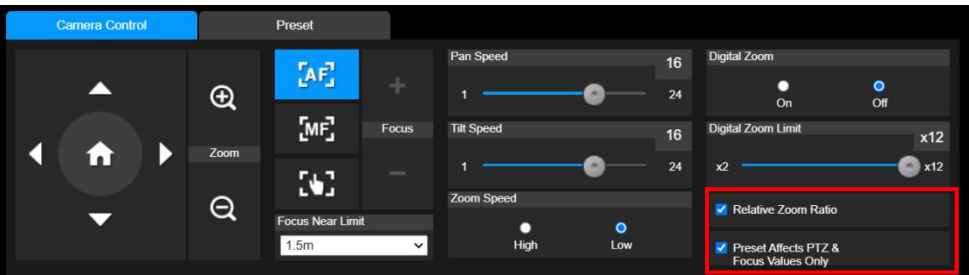 Camera Control
Preset
Zoom
[AF]
[MF]
Focus
Focus Near Limit
1.5m
Pan Speed
16
1
24
Tilt Speed
16
1
24
Zoom Speed
High
Low
Digital Zoom
On
Off
Digital Zoom Limit
x12
x2
x12
Relative Zoom Ratio
Preset Affects PTZ &
Focus Values Only